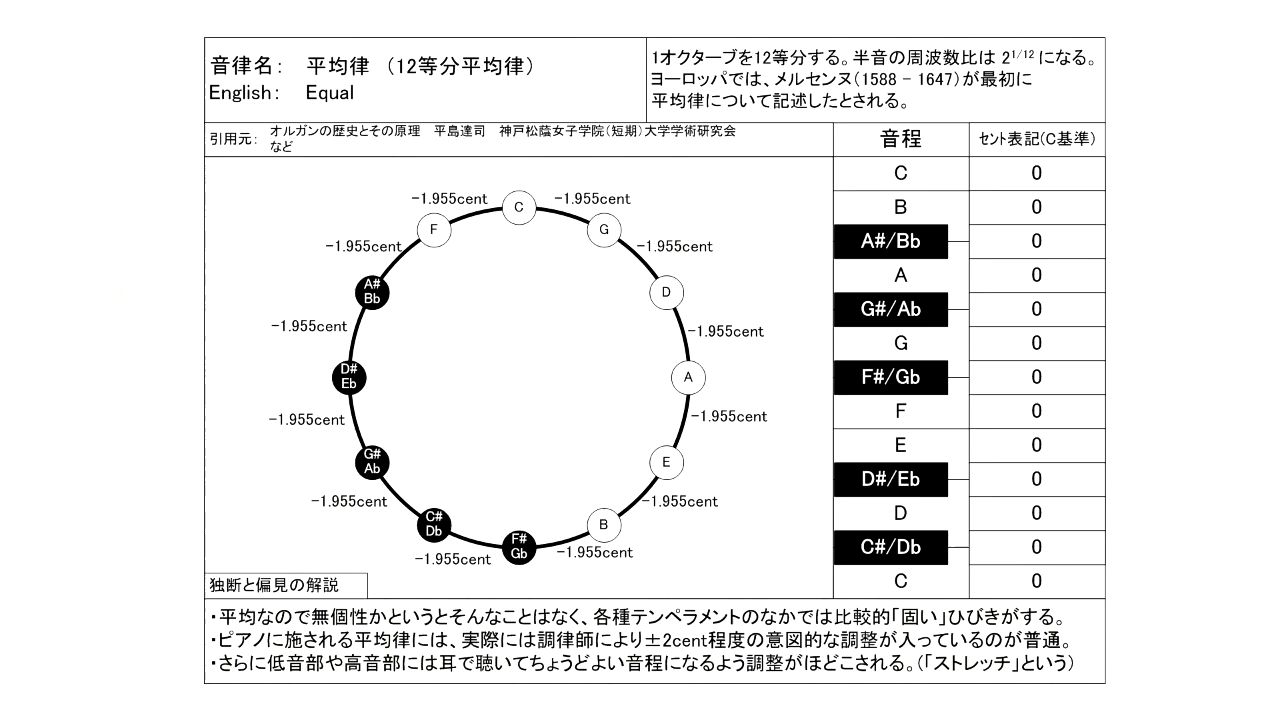 音律名： 平均律 （12等分平均律）
English： Equal
1オクターブを12等分する。半音の周波数比は 2^1/12 になる。
ヨーロッパでは、メルセンヌ（1588 − 1647）が最初に
平均律について記述したとされる。
引用元： オルガンの歴史とその原理 平島達司 神戸松蔭女子学院（短期）大学学術研究会
など
音程 セント表記（C基準）
C 0
B 0
A#/Bb 0
A 0
G#/Ab 0
G 0
F#/Gb 0
F 0
E 0
D#/Eb 0
D 0
C#/Db 0
C 0
−1.955cent
−1.955cent
C
F
G
−1.955cent
−1.955cent
A#
Bb
D
−1.955cent
−1.955cent
D#
Eb
A
−1.955cent
−1.955cent
G#
Ab
E
−1.955cent
−1.955cent
C#
Db
B
F#
Gb
−1.955cent
−1.955cent
独断と偏見の解説
・平均なので無個性かというとそんなことはなく、各種テンペラメントのなかでは比較的「固い」ひびきがする。
・ピアノに施される平均律には、実際には調律師により±2cent程度の意図的な調整が入っているのが普通。
・さらに低音部や高音部には耳で聴いてちょうどよい音程になるよう調整がほどこされる。（「ストレッチ」という）